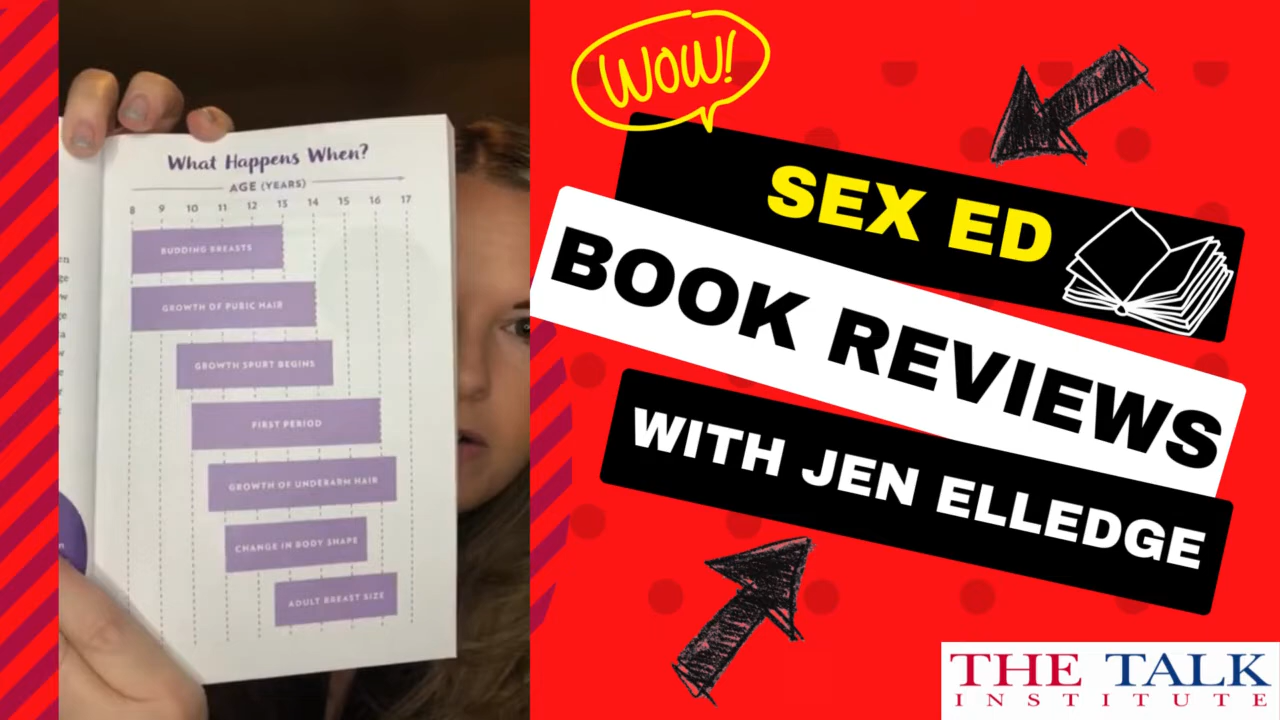 What Happens When?
AGE (YEARS)
8 9 10 11 12 13 14 15 16 17
BUDDING BREASTS
GROWTH OF PUBIC HAIR
GROWTH SPURT BEGINS
FIRST PERIOD
GROWTH OF UNDERARM HAIR
CHANGE IN BODY SHAPE
ADULT BREAST SIZE
WOW!
SEX ED
BOOK REVIEWS
WITH JEN ELLEDGE
THE TALK
INSTITUTE